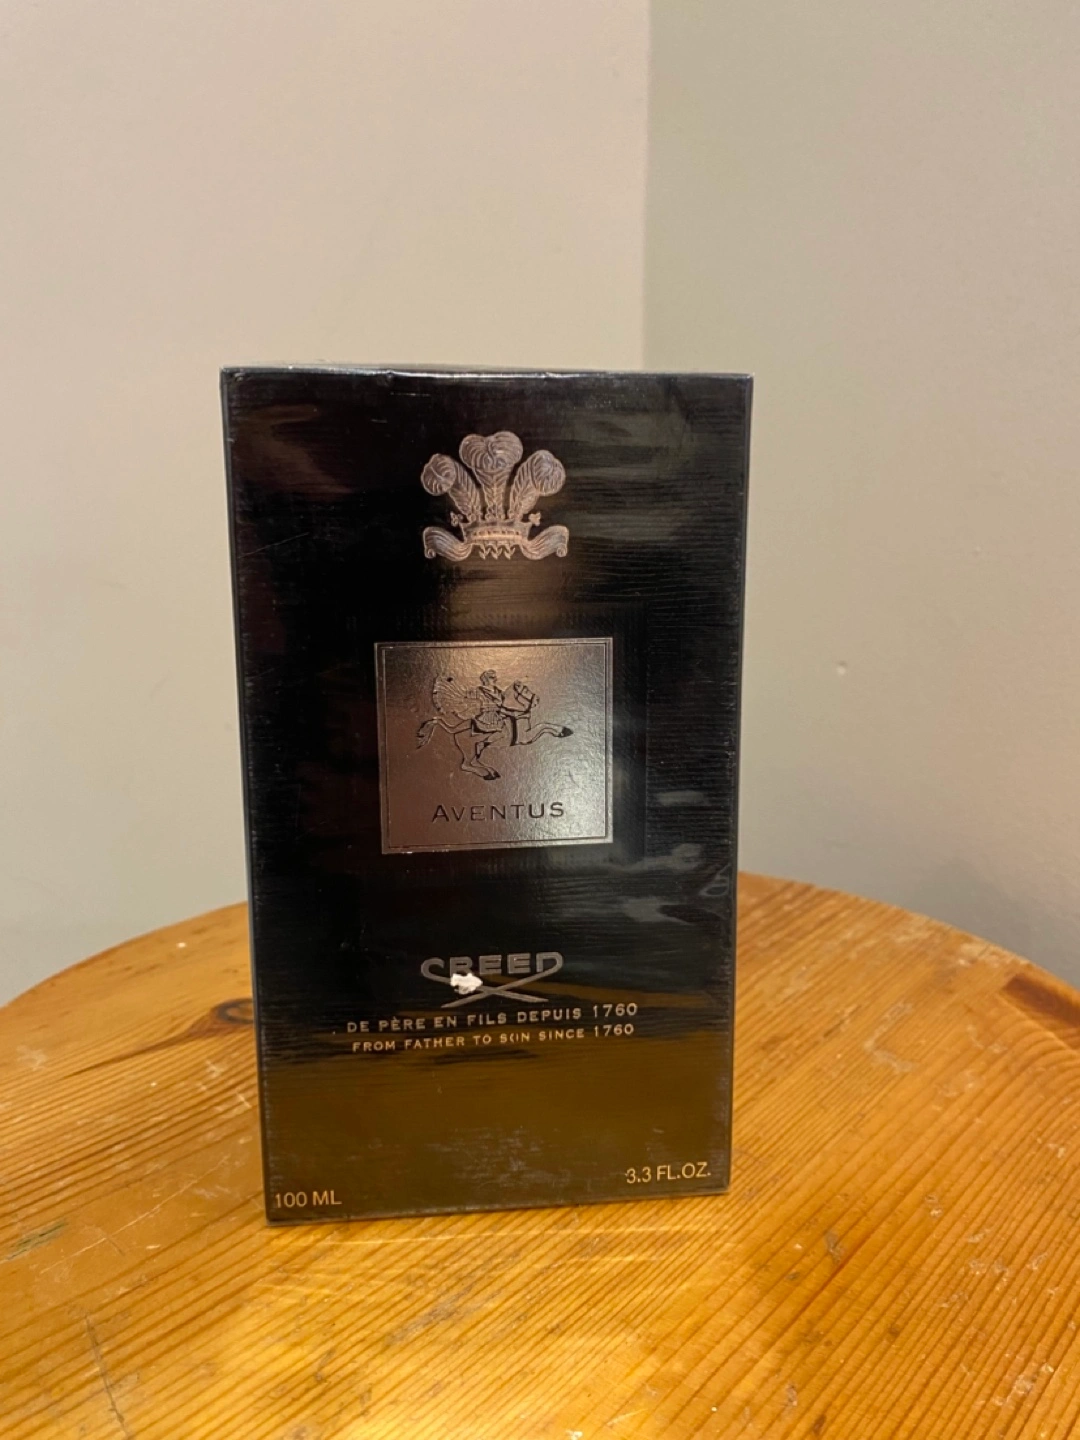 AVENTUS
CREED
DE PÈRE EN FILS DEPUIS 1760
FROM FATHER TO SON SINCE 1760
100 ML
3.3 FL.OZ.